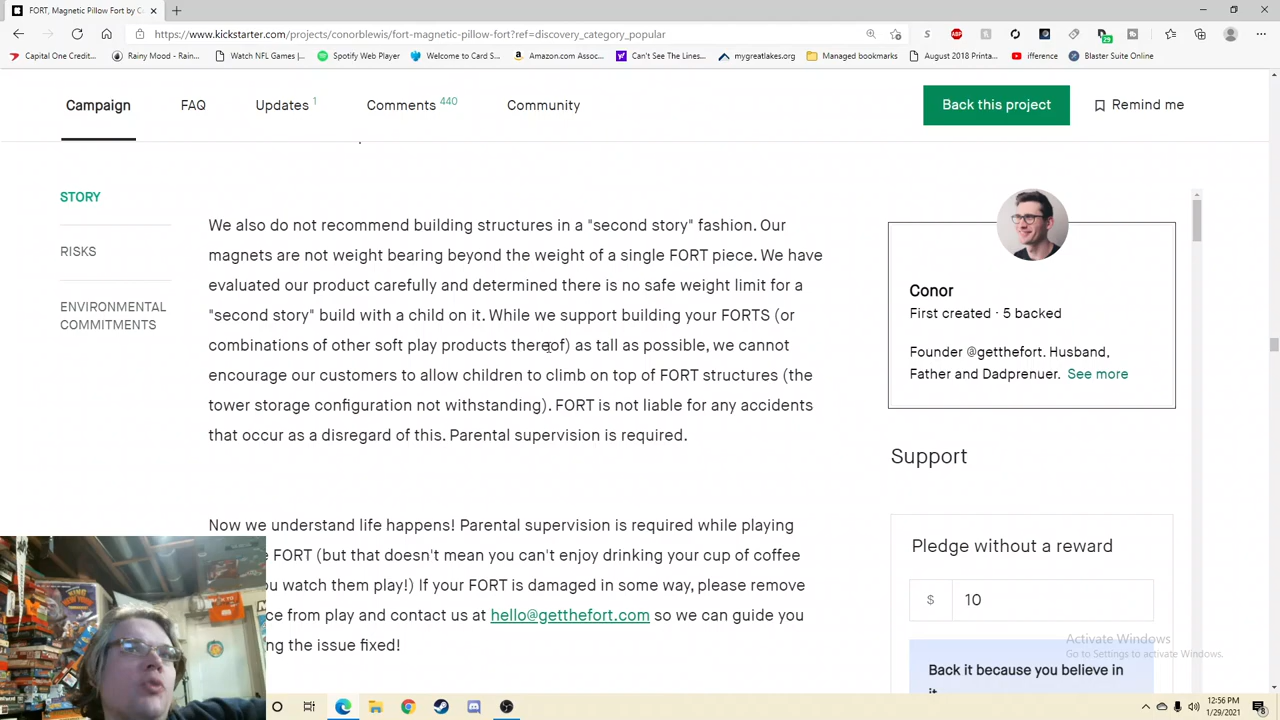 FORT, Magnetic Pillow Fort by C
https://www.kickstarter.com/projects/conorblewis/fort-magnetic-pillow-fort?ref=discovery_category_popular
Capital One Credit...
Rainy Mood - Rain...
Watch NFL Games |...
Spotify Web Player
Welcome to Card S...
Amazon.com Assoc...
Can't See The Lines...
mygreatlakes.org
Managed bookmarks
August 2018 Printa...
ifference
Blaster Suite Online
Campaign
FAQ
Updates 1
Comments 440
Community
Back this project
Remind me
STORY
RISKS
ENVIRONMENTAL
COMMITMENTS
We also do not recommend building structures in a "second story" fashion. Our
magnets are not weight bearing beyond the weight of a single FORT piece. We have
evaluated our product carefully and determined there is no safe weight limit for a
"second story" build with a child on it. While we support building your FORTS (or
combinations of other soft play products thereof) as tall as possible, we cannot
encourage our customers to allow children to climb on top of FORT structures (the
tower storage configuration not withstanding). FORT is not liable for any accidents
that occur as a disregard of this. Parental supervision is required.
Now we understand life happens! Parental supervision is required while playing
FORT (but that doesn't mean you can't enjoy drinking your cup of coffee
ou watch them play!) If your FORT is damaged in some way, please remove
ce from play and contact us at hello@getthefort.com so we can guide you
ng the issue fixed!
Conor
First created · 5 backed
Founder @getthefort. Husband,
Father and Dadprenuer. See more
Support
Pledge without a reward
$ 10
Back it because you believe in
it.
Activate Windows
Go to Settings to activate Windows.
12:56 PM
1/29/2021